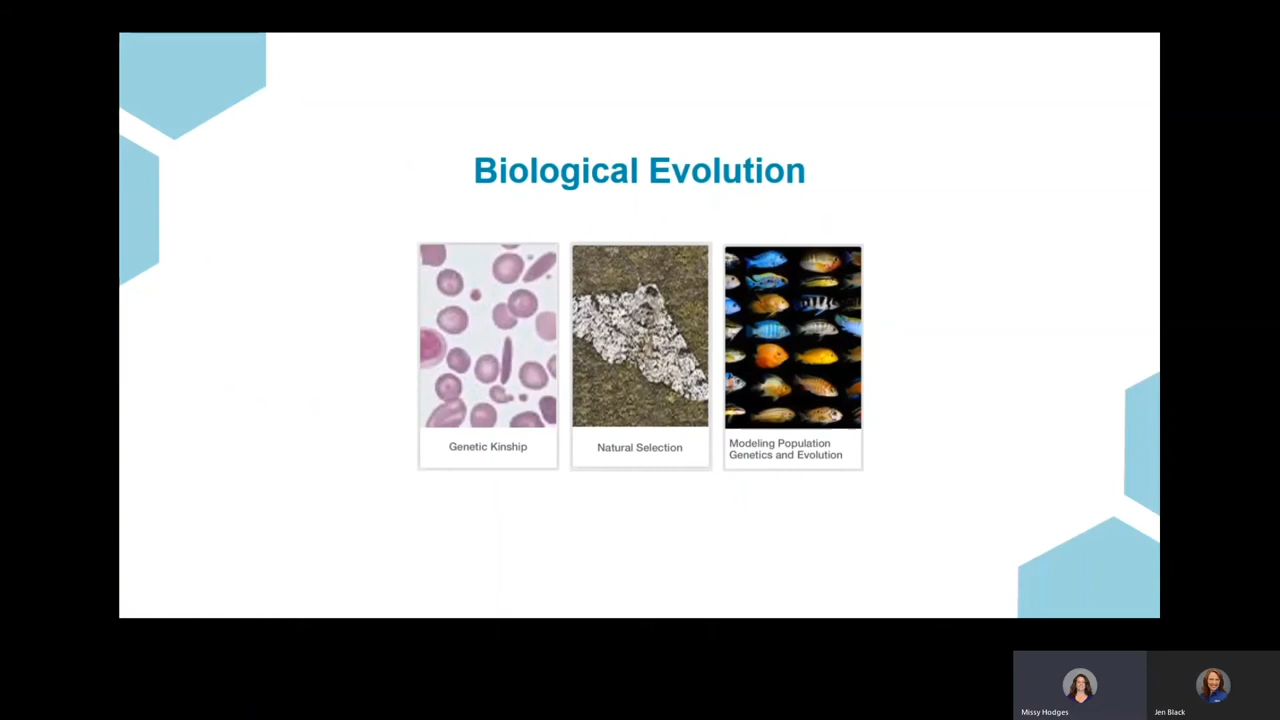 Biological Evolution
Genetic Kinship
Natural Selection
Modeling Population
Genetics and Evolution
Missy Hodges
Jen Black